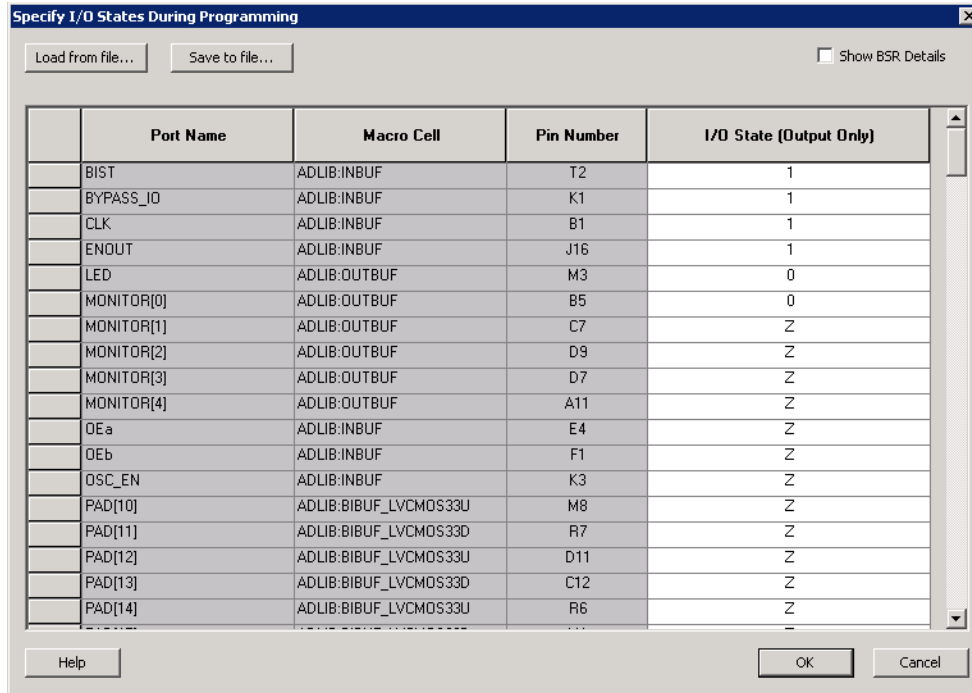 Specify I/O States During Programming
Load from file... Save to file... Show BSR Details
Port Name Macro Cell Pin Number I/O State (Output Only)
BIST ADLIB:INBUF T2 1
BYPASS_IO ADLIB:INBUF K1 1
CLK ADLIB:INBUF B1 1
ENOUT ADLIB:INBUF J16 1
LED ADLIB:OUTBUF M3 0
MONITOR[0] ADLIB:OUTBUF B5 0
MONITOR[1] ADLIB:OUTBUF C7 Z
MONITOR[2] ADLIB:OUTBUF D9 Z
MONITOR[3] ADLIB:OUTBUF D7 Z
MONITOR[4] ADLIB:OUTBUF A11 Z
OEa ADLIB:INBUF E4 Z
OEb ADLIB:INBUF F1 Z
OSC_EN ADLIB:INBUF K3 Z
PAD[10] ADLIB:BIBUF_LVCMOS33U M8 Z
PAD[11] ADLIB:BIBUF_LVCMOS33D R7 Z
PAD[12] ADLIB:BIBUF_LVCMOS33U D11 Z
PAD[13] ADLIB:BIBUF_LVCMOS33D C12 Z
PAD[14] ADLIB:BIBUF_LVCMOS33U R6 Z
Help OK Cancel